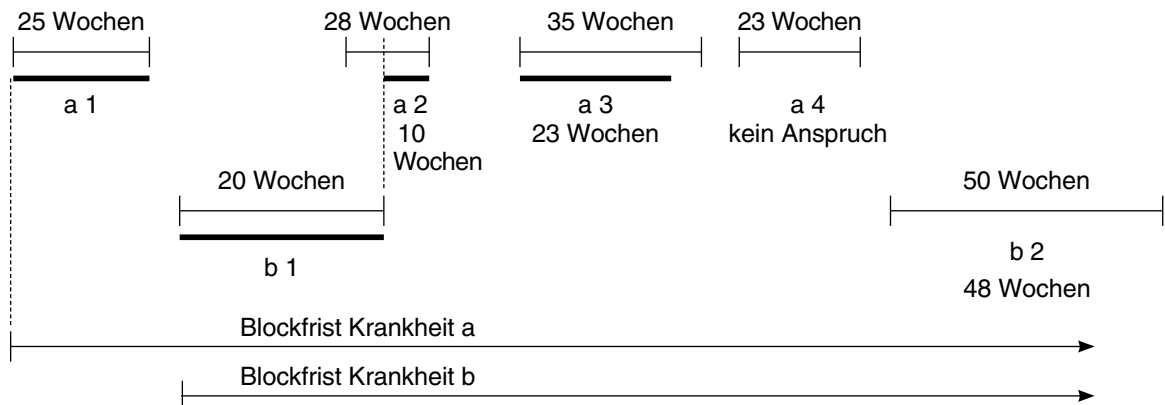 25 Wochen
28 Wochen
35 Wochen
23 Wochen
a 1
a 2
10
Wochen
a 3
23 Wochen
a 4
kein Anspruch
20 Wochen
b 1
50 Wochen
b 2
48 Wochen
Blockfrist Krankheit a
Blockfrist Krankheit b